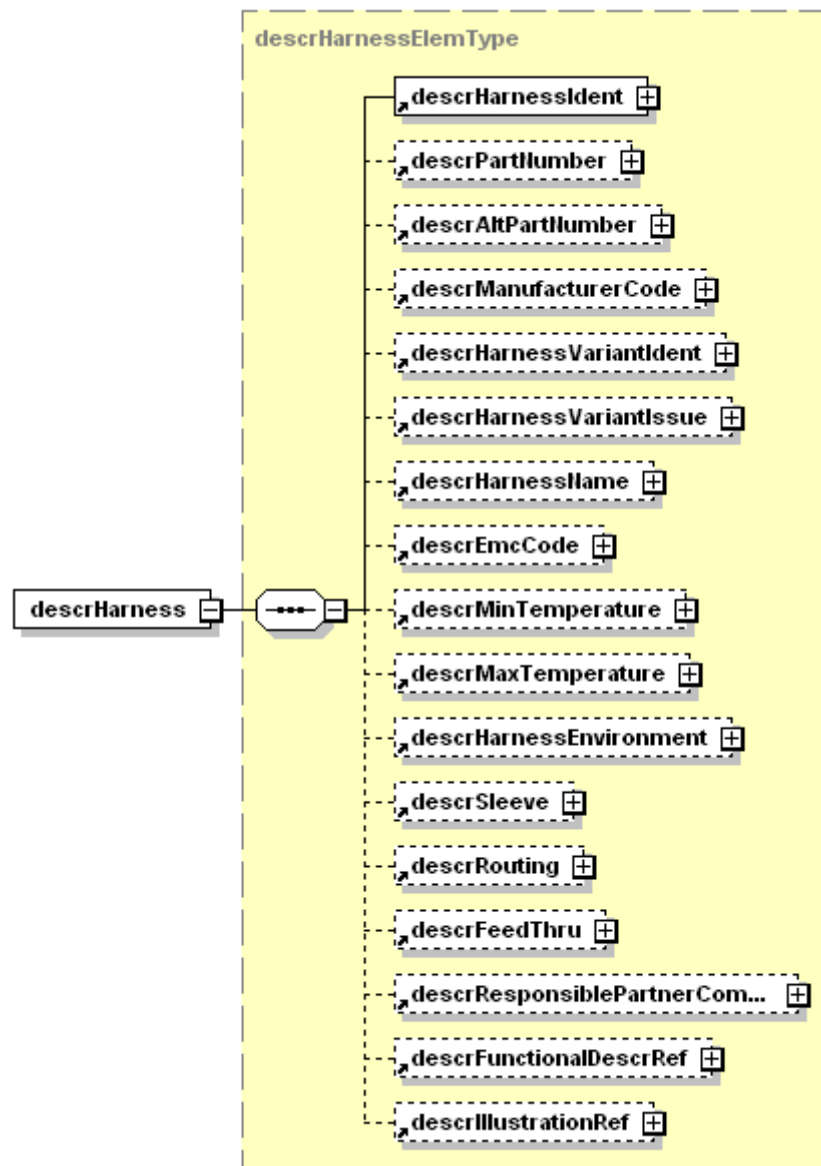 descrHarnessElemType
descrHarnessIdent
descrPartNumber
descrAltPartNumber
descrManufacturerCode
descrHarnessVariantIdent
descrHarnessVariantIssue
descrHarnessName
descrEmcCode
descrHarness
descrMinTemperature
descrMaxTemperature
descrHarnessEnvironment
descrSleeve
descrRouting
descrFeedThru
descrResponsiblePartnerCom...
descrFunctionalDescrRef
descrIllustrationRef